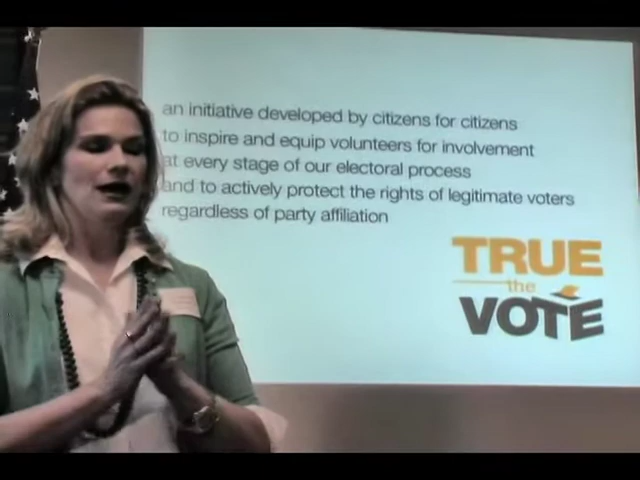 an initiative developed by citizens for citizens
to inspire and equip volunteers for involvement
at every stage of our electoral process
and to actively protect the rights of legitimate voters
regardless of party affiliation
TRUE
the
VOTE